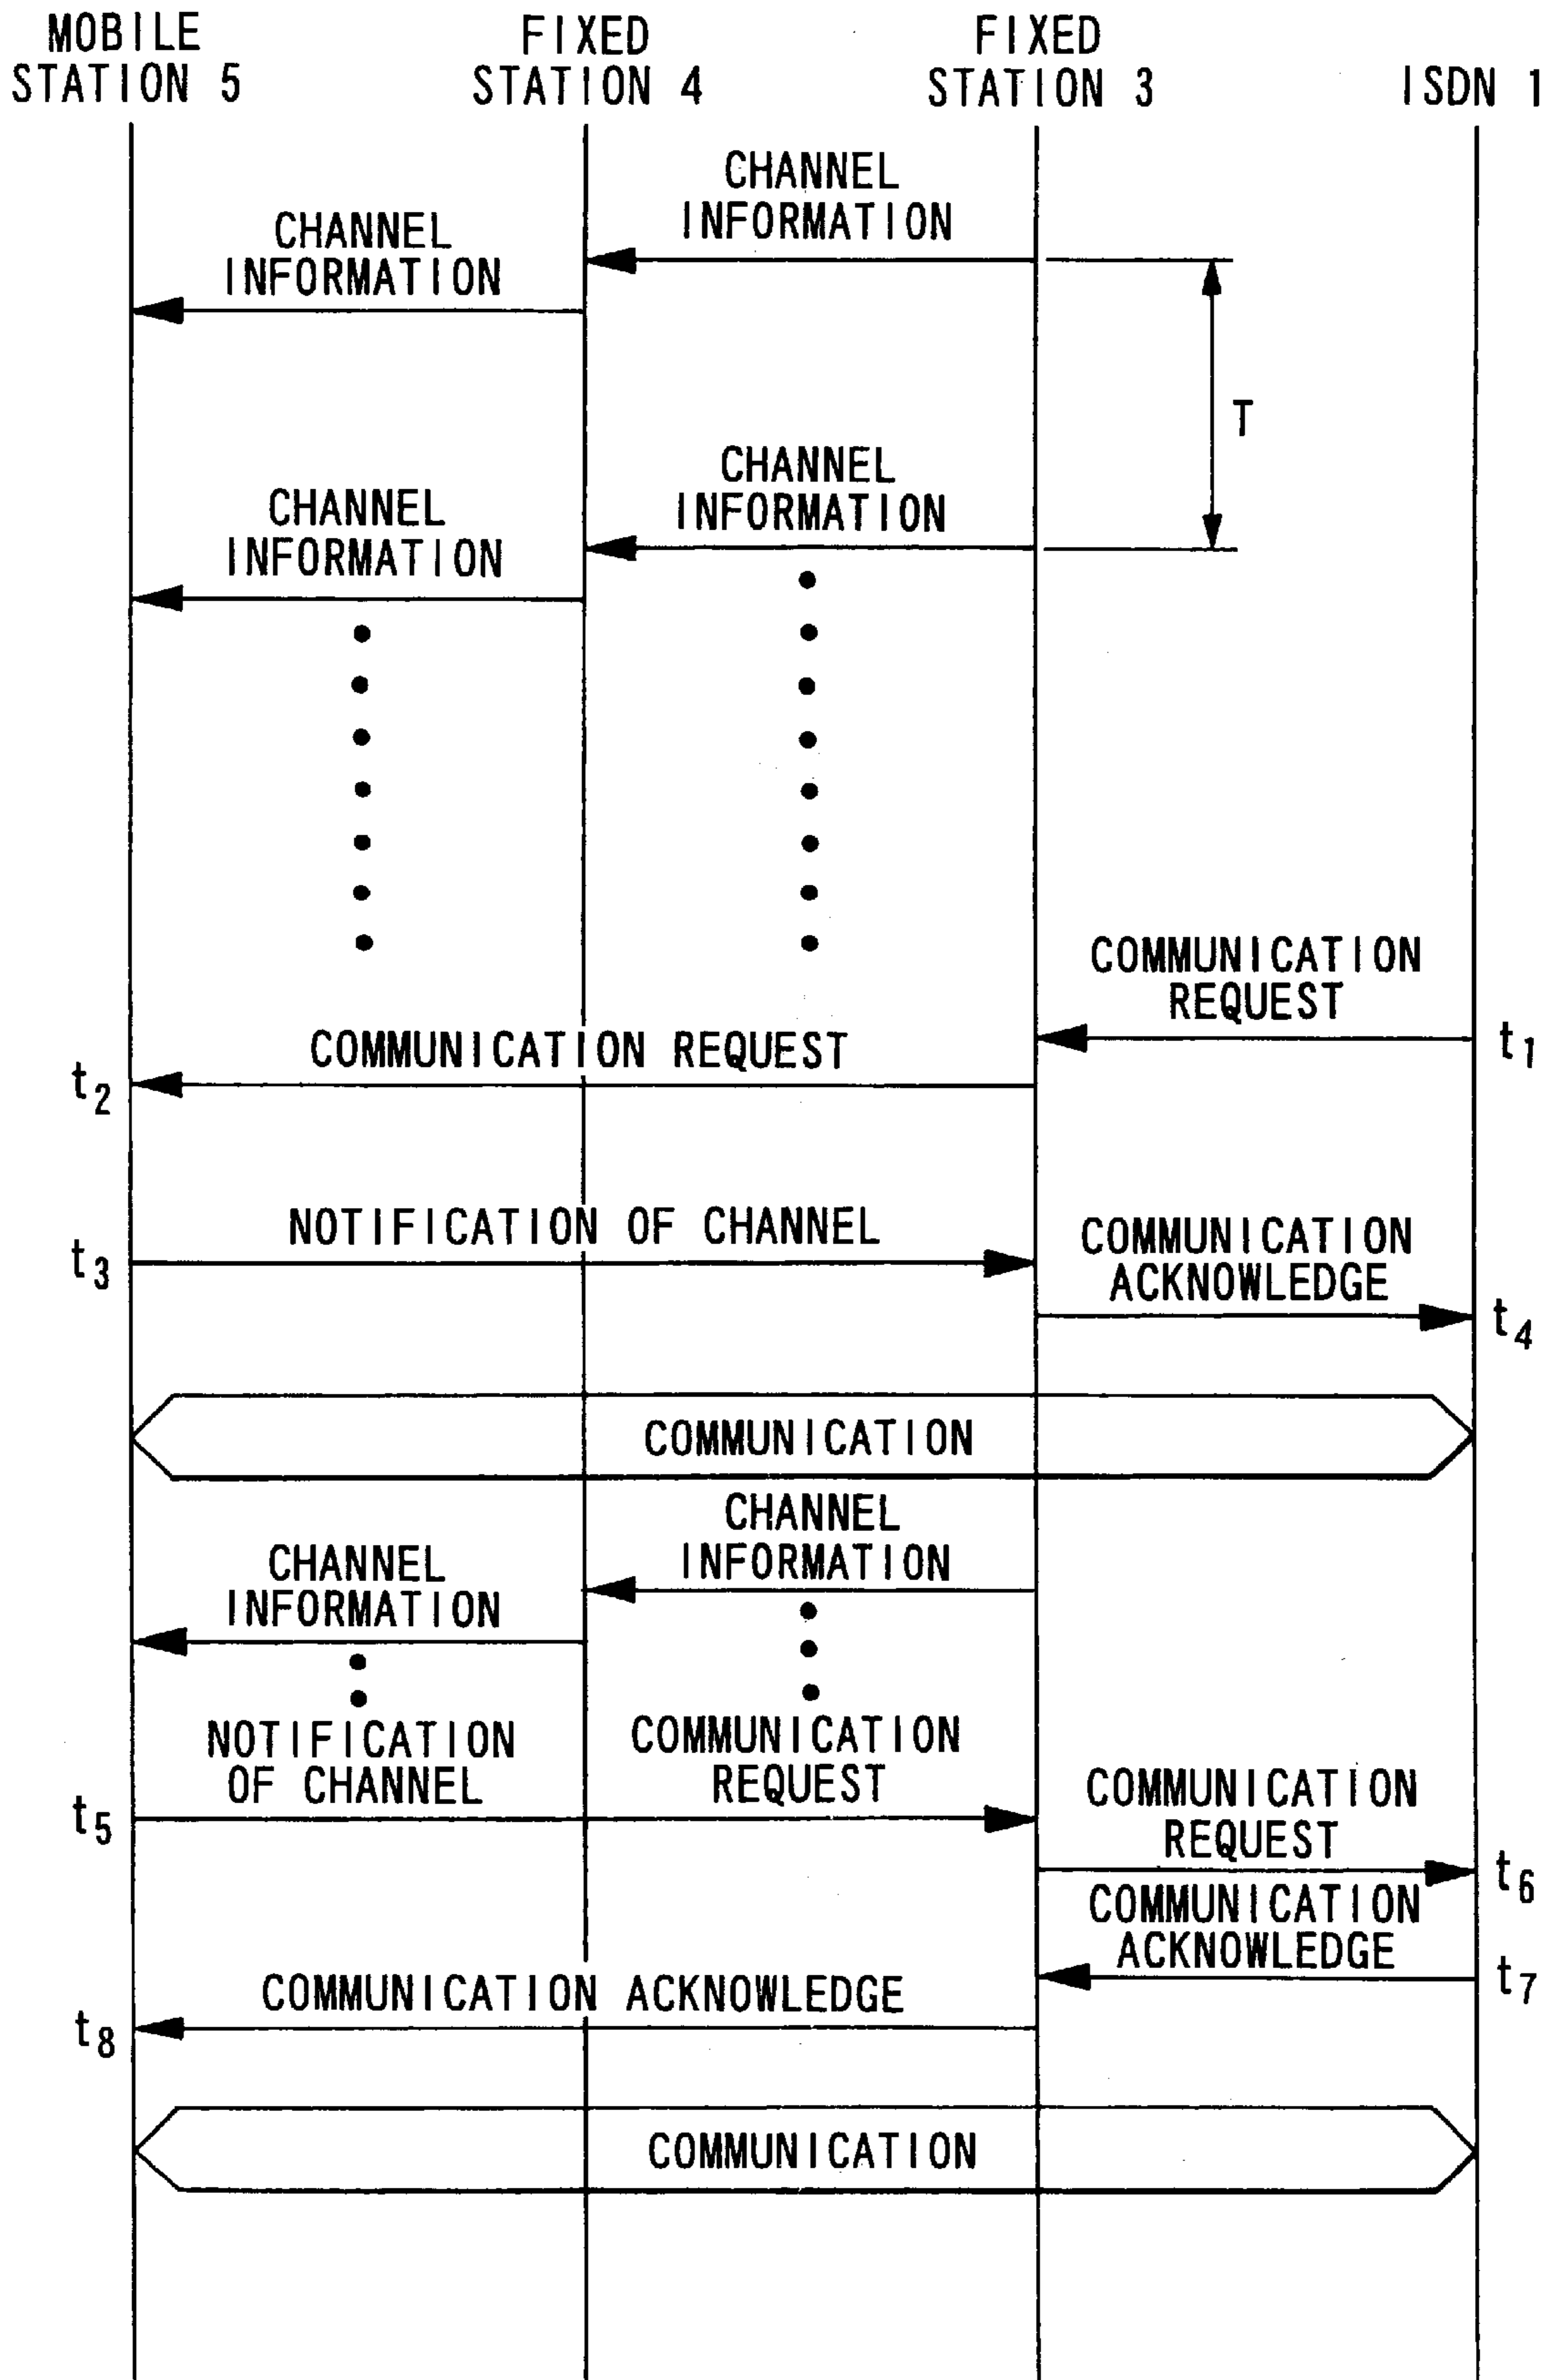 MOBILE
STATION 5
FIXED
STATION 4
FIXED
STATION 3
ISDN 1
CHANNEL
INFORMATION
CHANNEL
INFORMATION
T
CHANNEL
INFORMATION
CHANNEL
INFORMATION
COMMUNICATION
REQUEST
t1
COMMUNICATION REQUEST
t2
NOTIFICATION OF CHANNEL
t3
COMMUNICATION
ACKNOWLEDGE
t4
COMMUNICATION
CHANNEL
INFORMATION
CHANNEL
INFORMATION
NOTIFICATION
OF CHANNEL
COMMUNICATION
REQUEST
t5
COMMUNICATION
REQUEST
t6
COMMUNICATION
ACKNOWLEDGE
t7
COMMUNICATION ACKNOWLEDGE
t8
COMMUNICATION